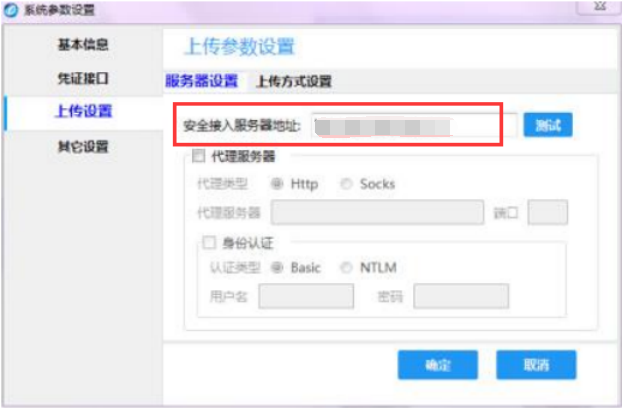 系统参数设置
基本信息
上传参数设置
凭证接口
服务器设置 上传方式设置
上传设置
安全接入服务器地址: 测试
其它设置
代理服务器
代理类型 Http Socks
代理服务器 端口
身份认证
认证类型 Basic NTLM
用户名 密码
确定 取消